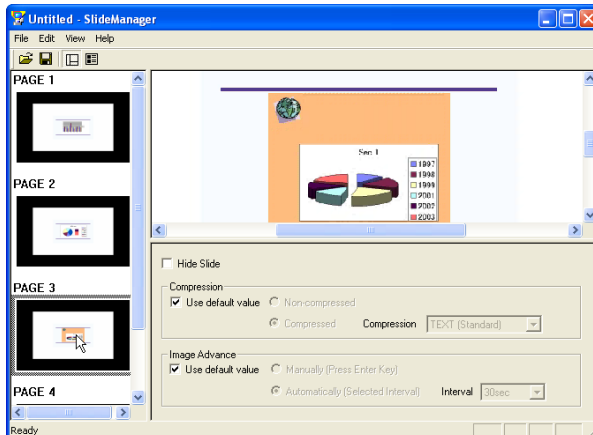 Untitled - SlideManager
File Edit View Help
PAGE 1
PAGE 2
PAGE 3
PAGE 4
Seri 1
1997
1998
1999
2001
2002
2003
Hide Slide
Compression
Use default value Non-compressed
Compressed Compression TEXT (Standard)
Image Advance
Use default value Manually (Press Enter Key)
Automatically (Selected Interval) Interval 30sec
Ready